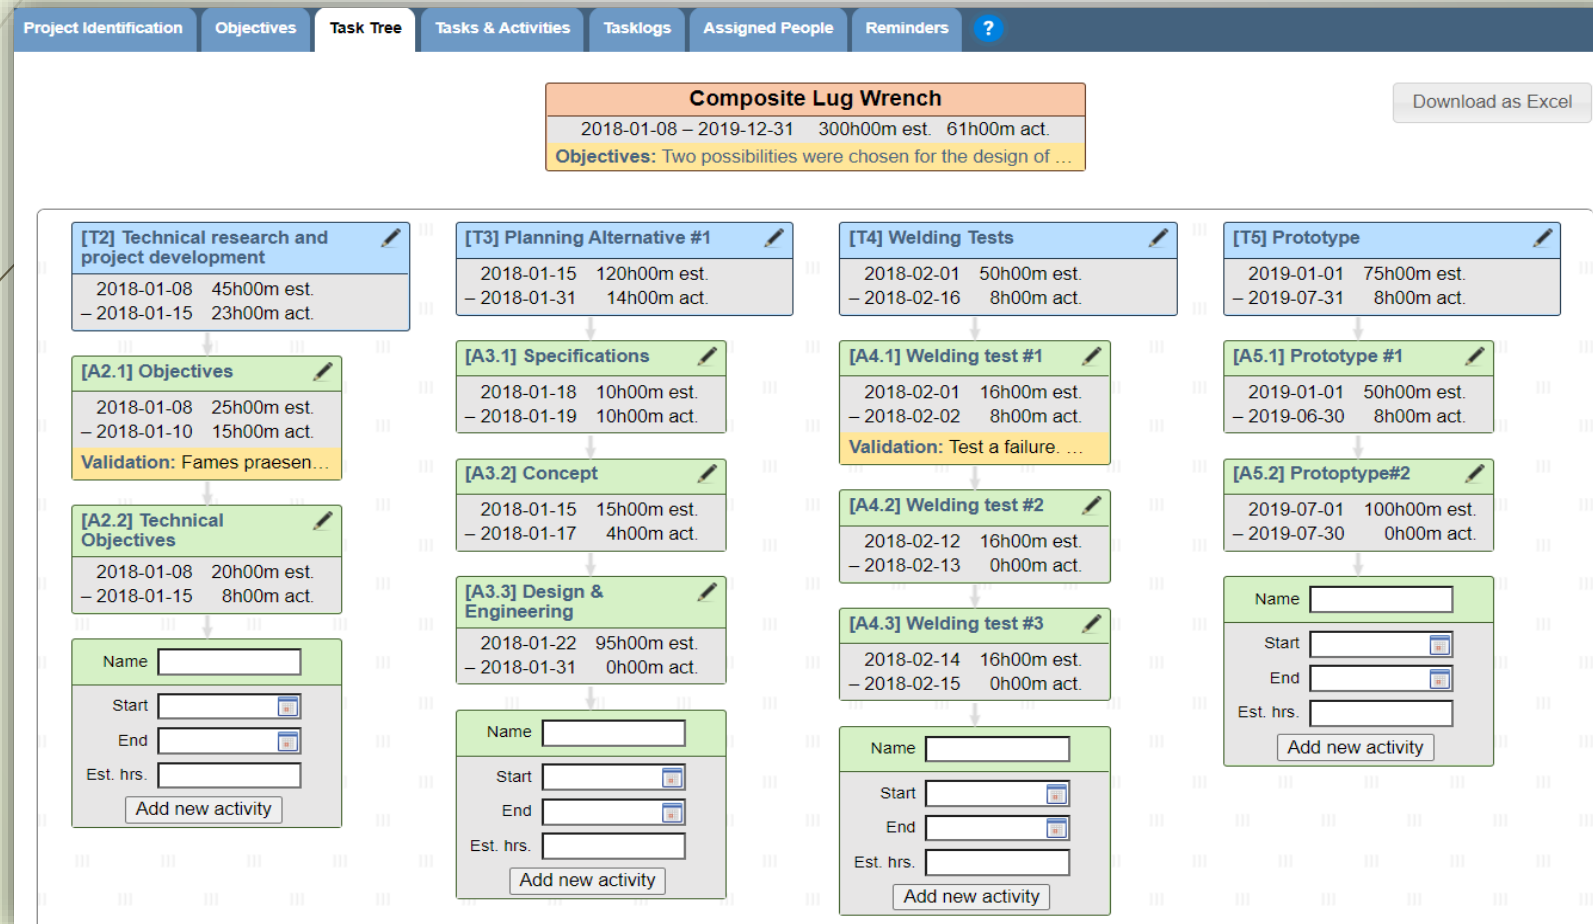 Project Identification
Objectives
Task Tree
Tasks & Activities
Tasklogs
Assigned People
Reminders
?
Composite Lug Wrench
2018-01-08 – 2019-12-31 300h00m est. 61h00m act.
Objectives: Two possibilities were chosen for the design of ...
Download as Excel
[T2] Technical research and
project development
2018-01-08 45h00m est.
– 2018-01-15 23h00m act.
[A2.1] Objectives
2018-01-08 25h00m est.
– 2018-01-10 15h00m act.
Validation: Fames praesen...
[A2.2] Technical
Objectives
2018-01-08 20h00m est.
– 2018-01-15 8h00m act.
Name
Start
End
Est. hrs.
Add new activity
[T3] Planning Alternative #1
2018-01-15 120h00m est.
– 2018-01-31 14h00m act.
[A3.1] Specifications
2018-01-18 10h00m est.
– 2018-01-19 10h00m act.
[A3.2] Concept
2018-01-15 15h00m est.
– 2018-01-17 4h00m act.
[A3.3] Design &
Engineering
2018-01-22 95h00m est.
– 2018-01-31 0h00m act.
Name
Start
End
Est. hrs.
Add new activity
[T4] Welding Tests
2018-02-01 50h00m est.
– 2018-02-16 8h00m act.
[A4.1] Welding test #1
2018-02-01 16h00m est.
– 2018-02-02 8h00m act.
Validation: Test a failure. ...
[A4.2] Welding test #2
2018-02-12 16h00m est.
– 2018-02-13 0h00m act.
[A4.3] Welding test #3
2018-02-14 16h00m est.
– 2018-02-15 0h00m act.
Name
Start
End
Est. hrs.
Add new activity
[T5] Prototype
2019-01-01 75h00m est.
– 2019-07-31 8h00m act.
[A5.1] Prototype #1
2019-01-01 50h00m est.
– 2019-06-30 8h00m act.
[A5.2] Protoptype#2
2019-07-01 100h00m est.
– 2019-07-30 0h00m act.
Name
Start
End
Est. hrs.
Add new activity